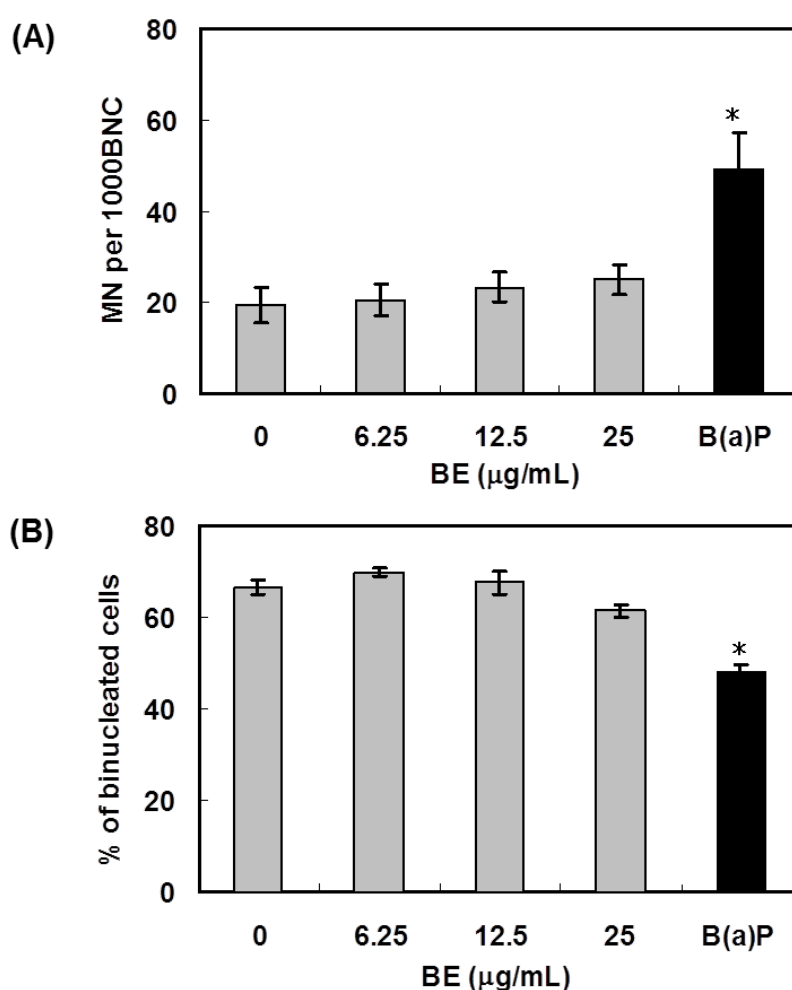 (A)
80
60
40
20
0
MN per 1000BNC
*
0 6.25 12.5 25 B(a)P
BE (μg/mL)
(B)
80
60
40
20
0
% of binucleated cells
*
0 6.25 12.5 25 B(a)P
BE (μg/mL)